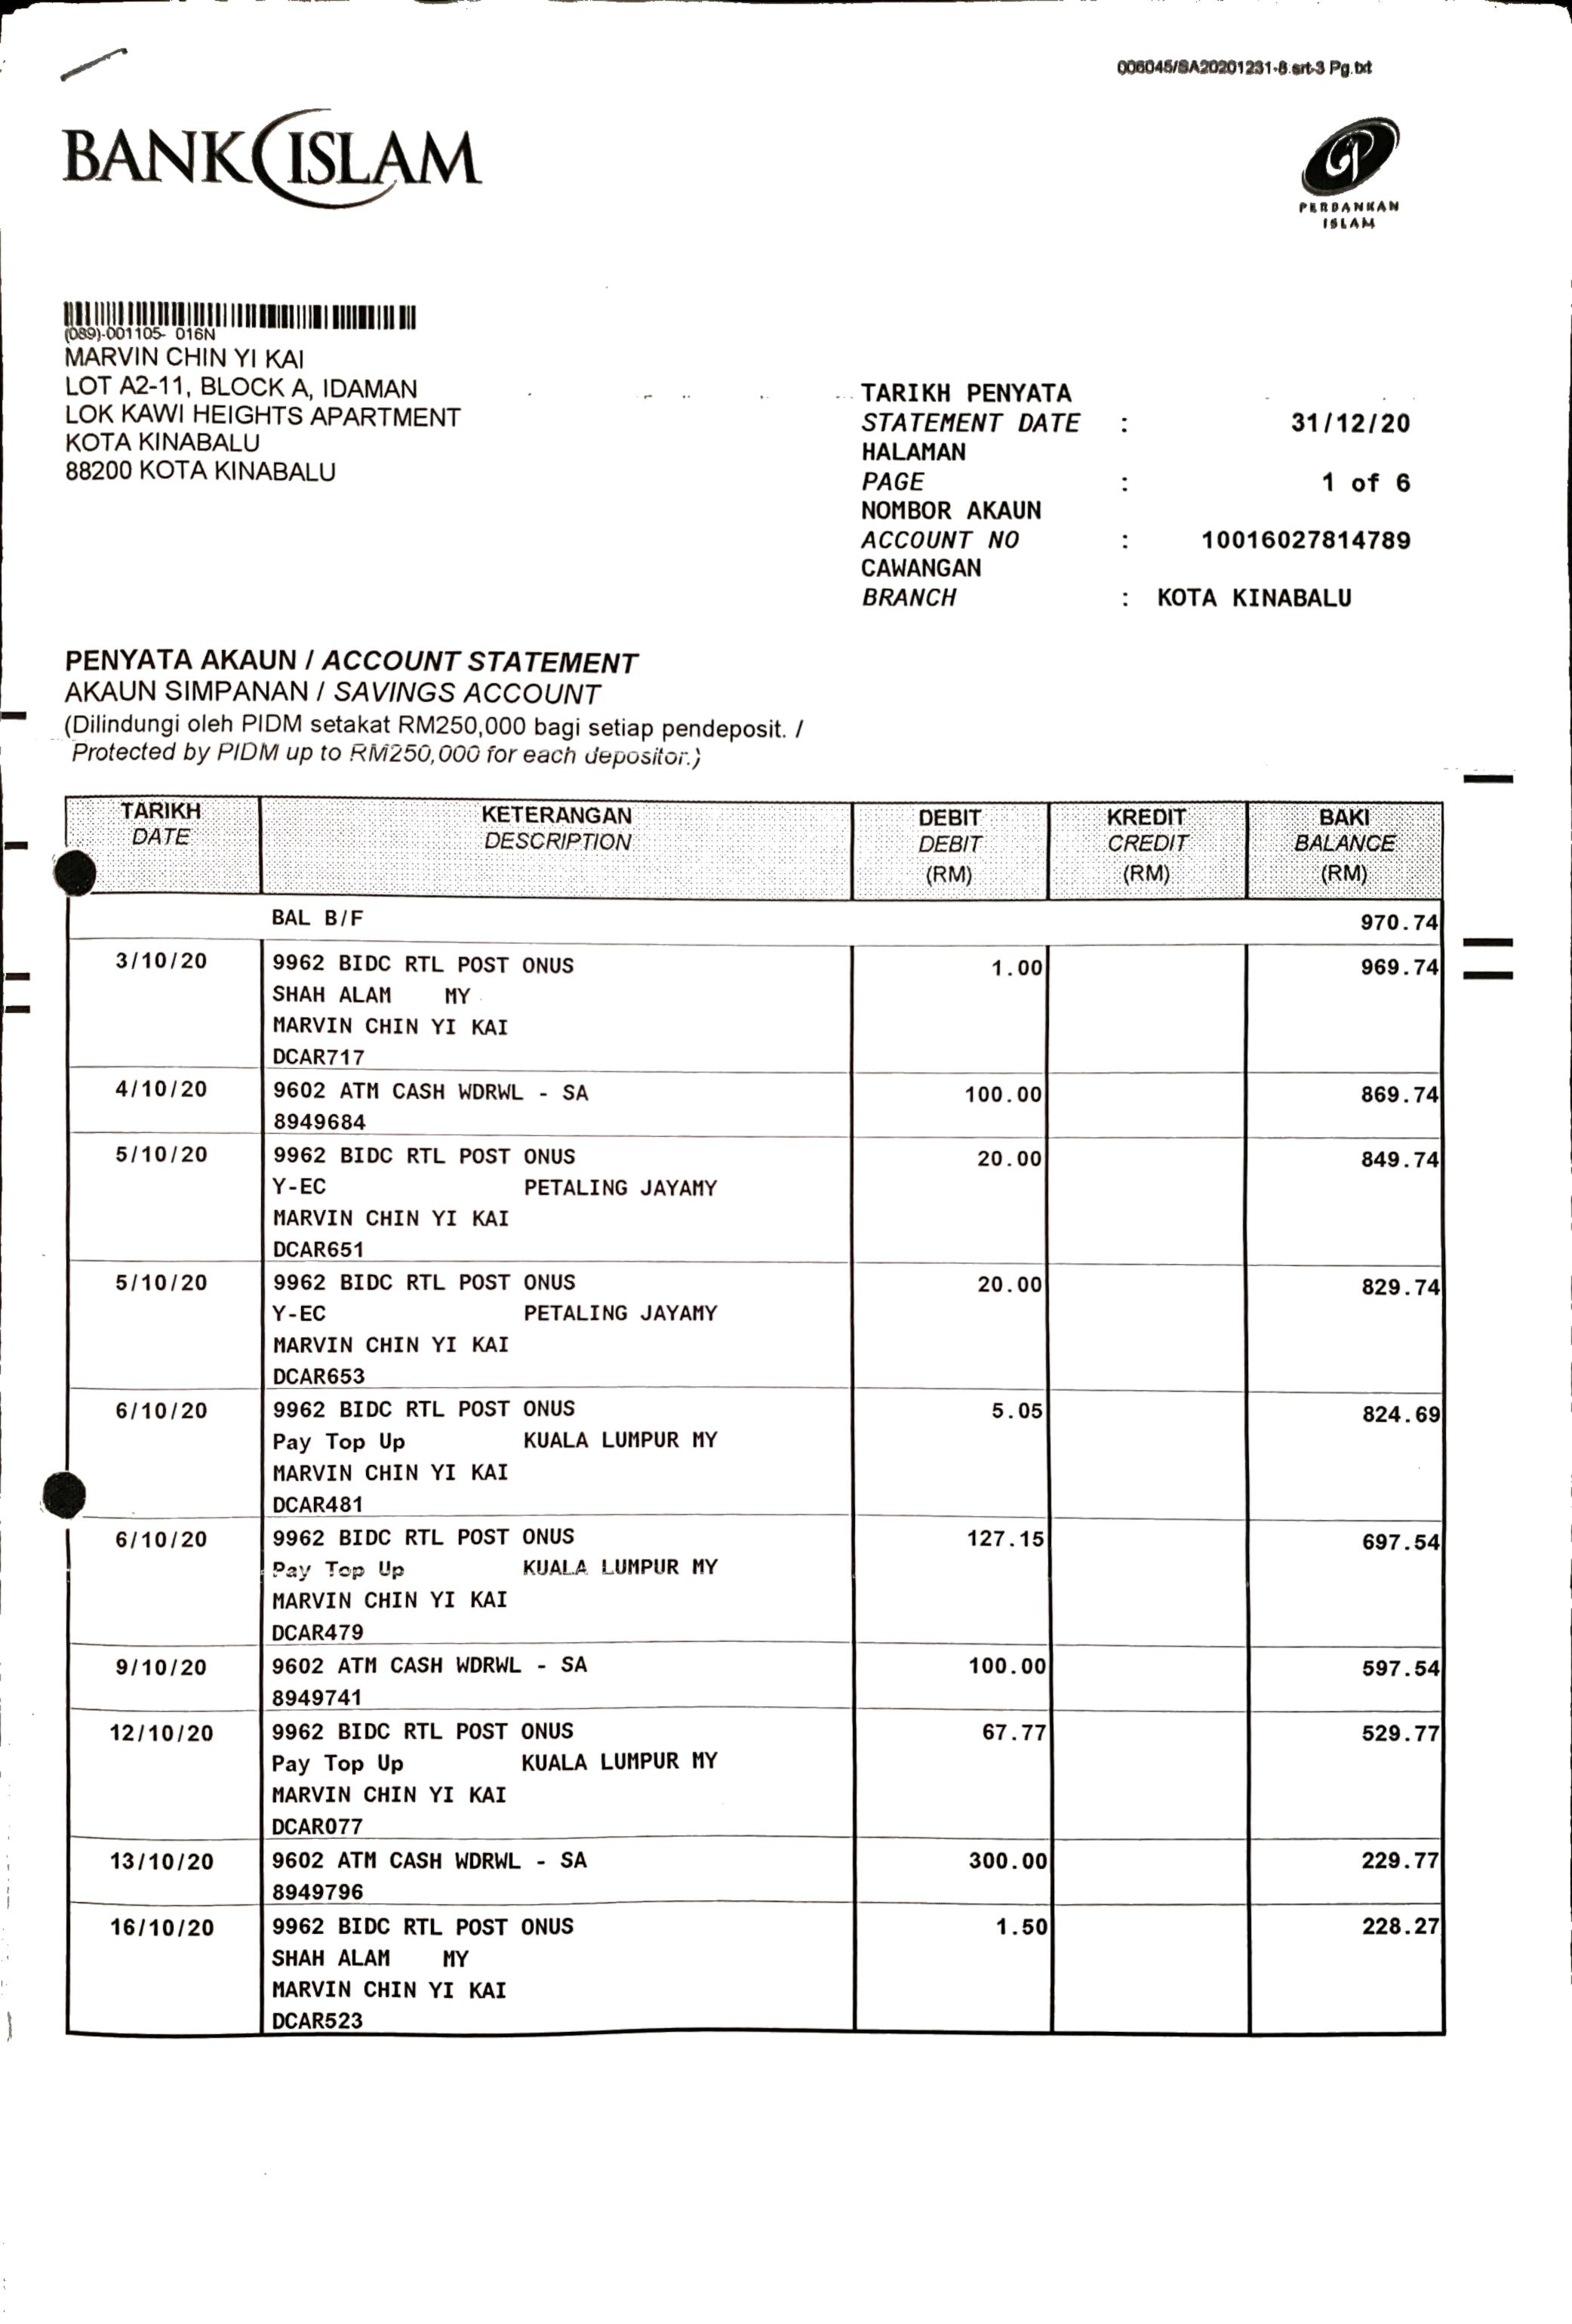 006045/SA20201231-8.srt-3 Pg.txt
BANK ISLAM
PERBANKAN
ISLAM
(089)-001105- 016N
MARVIN CHIN YI KAI
LOT A2-11, BLOCK A, IDAMAN
LOK KAWI HEIGHTS APARTMENT
KOTA KINABALU
88200 KOTA KINABALU
TARIKH PENYATA
STATEMENT DATE : 31/12/20
HALAMAN
PAGE : 1 of 6
NOMBOR AKAUN
ACCOUNT NO : 10016027814789
CAWANGAN
BRANCH : KOTA KINABALU
PENYATA AKAUN / ACCOUNT STATEMENT
AKAUN SIMPANAN / SAVINGS ACCOUNT
(Dilindungi oleh PIDM setakat RM250,000 bagi setiap pendeposit. /
Protected by PIDM up to RM250,000 for each depositor.)
TARIKH KETERANGAN DEBIT KREDIT BAKI
DATE DESCRIPTION DEBIT CREDIT BALANCE
(RM) (RM) (RM)
BAL B/F 970.74
3/10/20 9962 BIDC RTL POST ONUS 1.00 969.74
SHAH ALAM MY
MARVIN CHIN YI KAI
DCAR717
4/10/20 9602 ATM CASH WDRWL - SA 100.00 869.74
8949684
5/10/20 9962 BIDC RTL POST ONUS 20.00 849.74
Y-EC PETALING JAYAMY
MARVIN CHIN YI KAI
DCAR651
5/10/20 9962 BIDC RTL POST ONUS 20.00 829.74
Y-EC PETALING JAYAMY
MARVIN CHIN YI KAI
DCAR653
6/10/20 9962 BIDC RTL POST ONUS 5.05 824.69
Pay Top Up KUALA LUMPUR MY
MARVIN CHIN YI KAI
DCAR481
6/10/20 9962 BIDC RTL POST ONUS 127.15 697.54
Pay Top Up KUALA LUMPUR MY
MARVIN CHIN YI KAI
DCAR479
9/10/20 9602 ATM CASH WDRWL - SA 100.00 597.54
8949741
12/10/20 9962 BIDC RTL POST ONUS 67.77 529.77
Pay Top Up KUALA LUMPUR MY
MARVIN CHIN YI KAI
DCAR077
13/10/20 9602 ATM CASH WDRWL - SA 300.00 229.77
8949796
16/10/20 9962 BIDC RTL POST ONUS 1.50 228.27
SHAH ALAM MY
MARVIN CHIN YI KAI
DCAR523